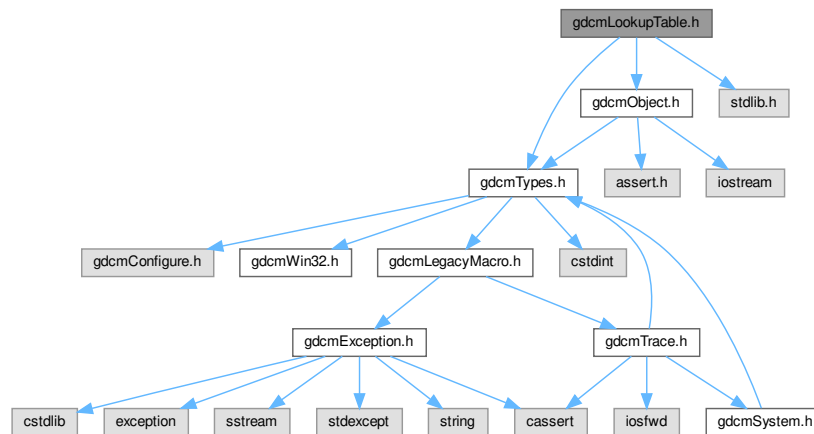 gdcmLookupTable.h
gdcmObject.h
stdlib.h
gdcmTypes.h
assert.h
iostream
gdcmConfigure.h
gdcmWin32.h
gdcmLegacyMacro.h
cstdint
gdcmException.h
gdcmTrace.h
cstdlib
exception
sstream
stdexcept
string
cassert
iosfwd
gdcmSystem.h